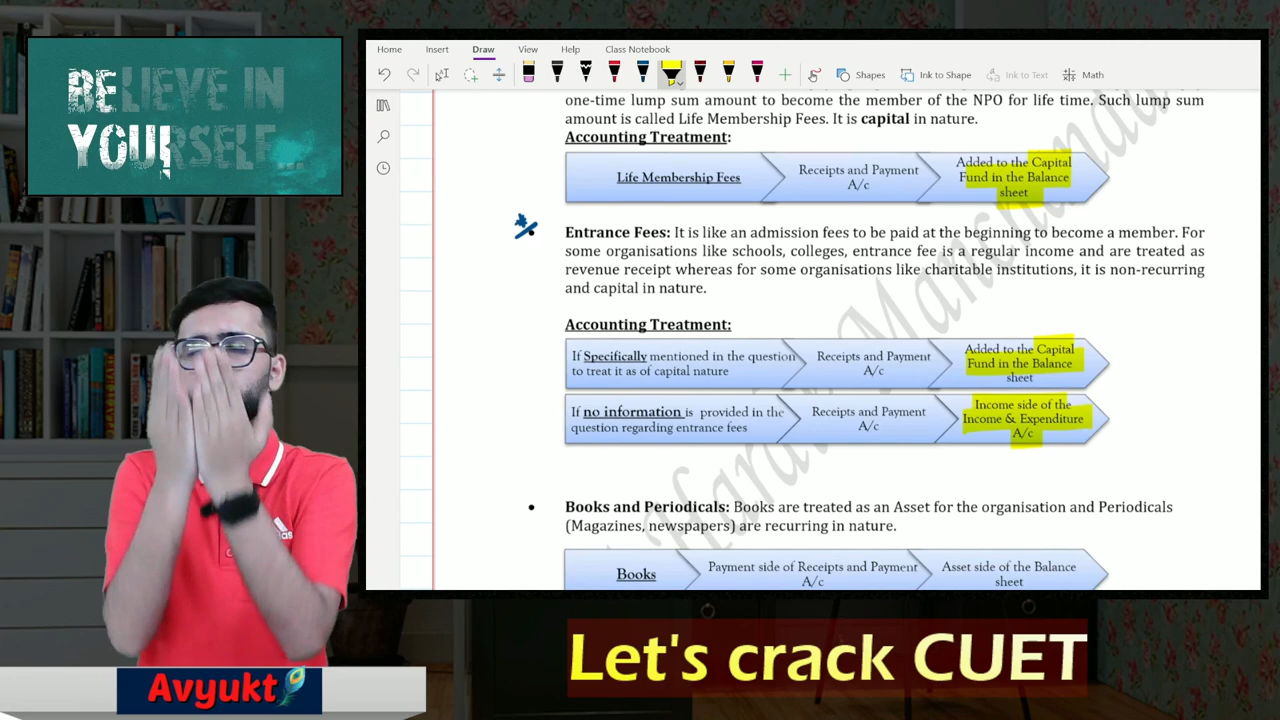 BELIEVE IN
YOURSELF...
Home Insert Draw View Help Class Notebook
Shapes Ink to Shape Ink to Text Math
one-time lump sum amount to become the member of the NPO for life time. Such lump sum
amount is called Life Membership Fees. It is capital in nature.
Accounting Treatment:
Life Membership Fees
Receipts and Payment
A/c
Added to the Capital
Fund in the Balance
sheet
Entrance Fees: It is like an admission fees to be paid at the beginning to become a member. For
some organisations like schools, colleges, entrance fee is a regular income and are treated as
revenue receipt whereas for some organisations like charitable institutions, it is non-recurring
and capital in nature.
Accounting Treatment:
If Specifically mentioned in the question
to treat it as of capital nature
Receipts and Payment
A/c
Added to the Capital
Fund in the Balance
sheet
If no information is provided in the
question regarding entrance fees
Receipts and Payment
A/c
Income side of the
Income & Expenditure
A/c
Books and Periodicals: Books are treated as an Asset for the organisation and Periodicals
(Magazines, newspapers) are recurring in nature.
Books
Payment side of Receipts and Payment
A/c
Asset side of the Balance
sheet
Avyukt
Let's crack CUET